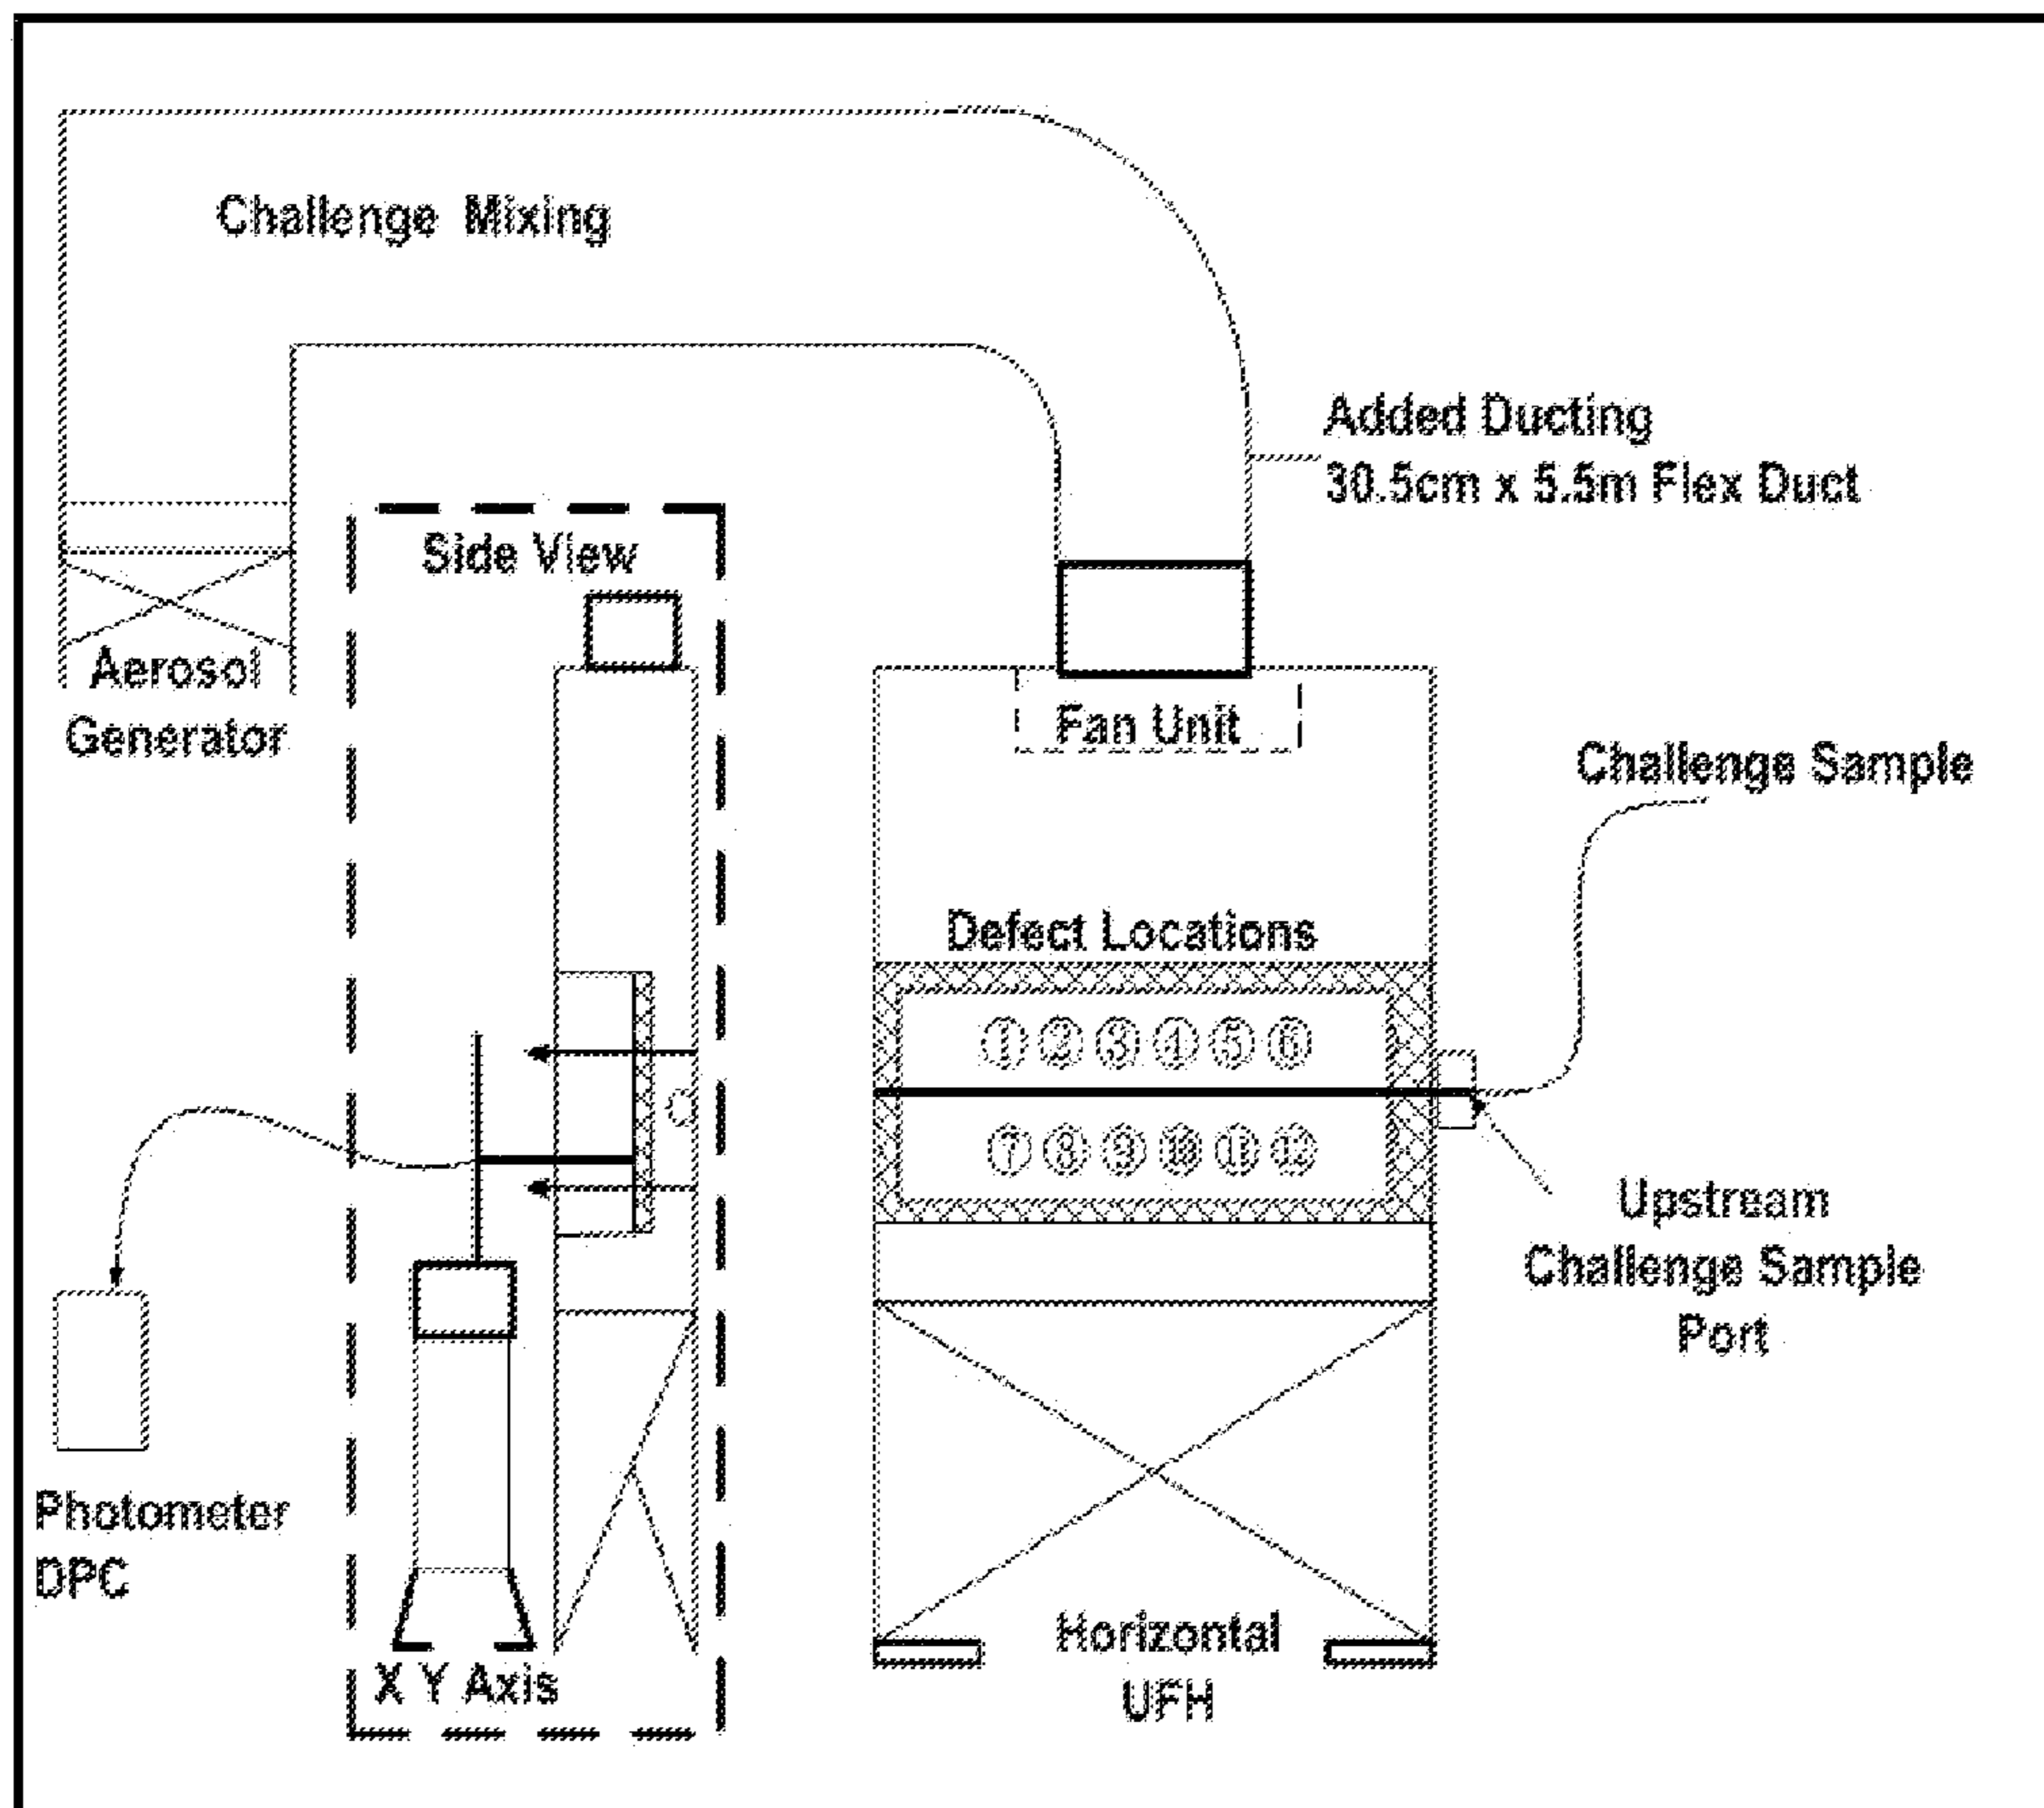 Challenge Mixing
Added Ducting
30.5cm x 5.5m Flex Duct
Side View
Aerosol
Generator
Fan Unit
Challenge Sample
Defect Locations
① ② ③ ④ ⑤ ⑥
⑦ ⑧ ⑨ ⑩ ⑪ ⑫
Upstream
Challenge Sample
Port
Photometer
DPC
X Y Axis
Horizontal
UFH